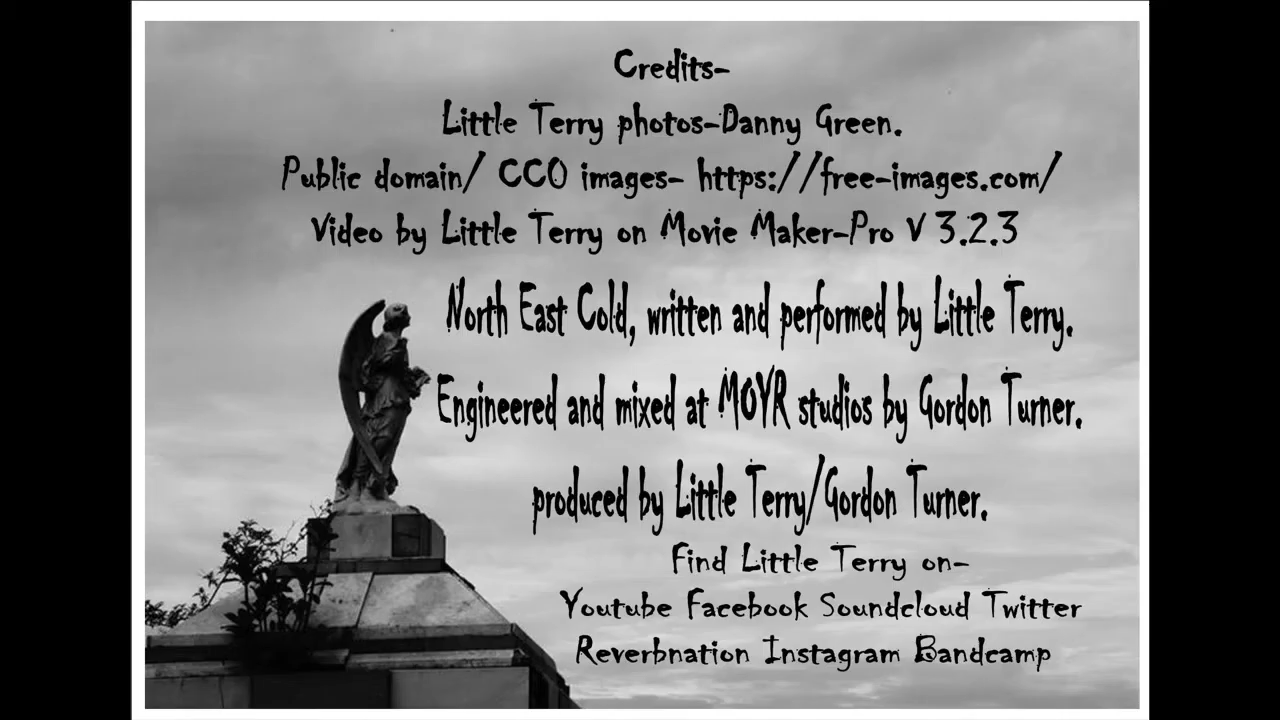 Credits-
Little Terry photos-Danny Green.
Public domain/ CCO images- https://free-images.com/
Video by Little Terry on Movie Maker-Pro V 3.2.3
North East Cold, written and performed by Little Terry.
Engineered and mixed at MOYR studios by Gordon Turner.
produced by Little Terry/Gordon Turner.
Find Little Terry on-
Youtube Facebook Soundcloud Twitter
Reverbnation Instagram Bandcamp